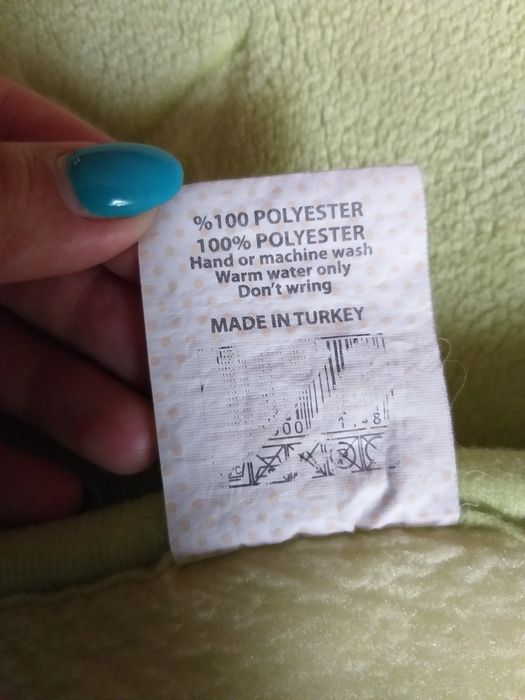 %100 POLYESTER
100% POLYESTER
Hand or machine wash
Warm water only
Don't wring
MADE IN TURKEY